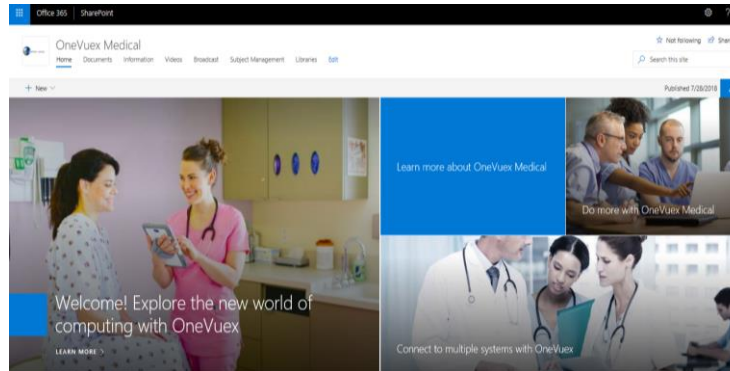 Office 365 SharePoint
OneVuex Medical
Not following
Home Documents Information Videos Broadcast Subject Management Libraries Edit
Search this site
+ New
Published 7/28/2018
Learn more about OneVuex Medical
Do more with OneVuex Medical
Welcome! Explore the new world of
computing with OneVuex
LEARN MORE
Connect to multiple systems with OneVuex